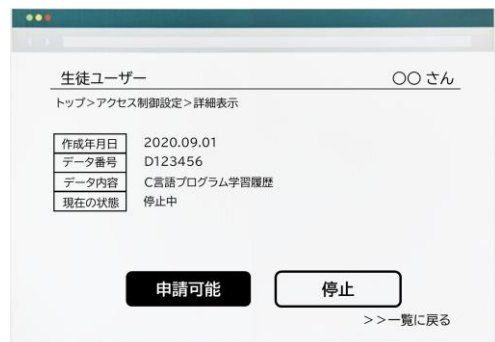 生徒ユーザー 〇〇 さん
トップ>アクセス制御設定>詳細表示
作成年月日 2020.09.01
データ番号 D123456
データ内容 C言語プログラム学習履歴
現在の状態 停止中
申請可能 停止
>>一覧に戻る